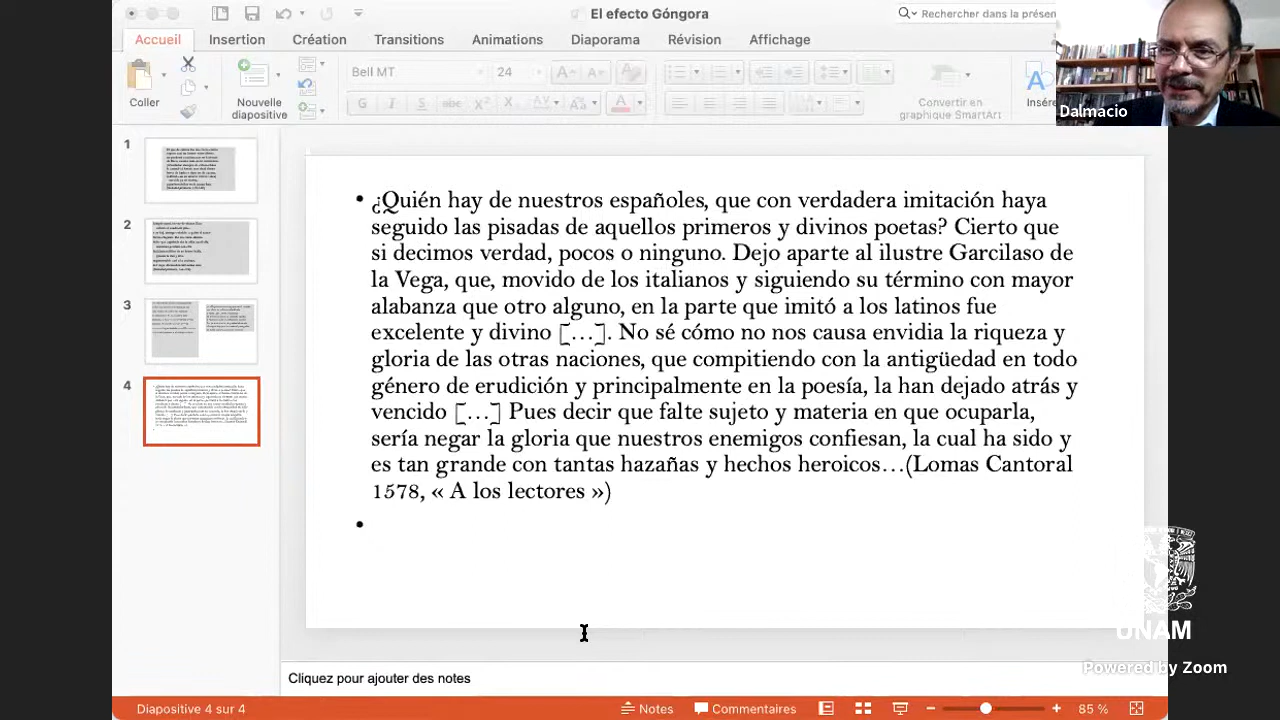 El efecto Góngora
Rechercher dans la présen
Accueil
Insertion
Création
Transitions
Animations
Diaporama
Révision
Affichage
Coller
Nouvelle
diapositive
Bell MT
Convertir en
graphique SmartArt
Insére
Dalmacio
1
2
3
4
• ¿Quién hay de nuestros españoles, que con verdadera imitación haya
seguido las pisadas de aquellos primeros y divinos poetas? Cierto que
si decimos verdad, pocos o ninguno. Dejo aparte al ilustre Garcilaso de
la Vega, que, movido de los italianos y siguiendo su término con mayor
alabanza que otro alguno, en la parte que imitó a los latinos fue
excelente y divino […]. No sé cómo no nos causa envidia la riqueza y
gloria de las otras naciones, que compitiendo con la antigüedad en todo
género de erudición y principalmente en la poesía, la han dejado atrás y
vencido […] Pues decir que falte sujeto y materia en que ocuparla,
sería negar la gloria que nuestros enemigos confiesan, la cual ha sido y
es tan grande con tantas hazañas y hechos heroicos…(Lomas Cantoral
1578, « A los lectores »)
•
UNAM
Powered by Zoom
Cliquez pour ajouter des
Diapositive 4 sur 4
Notes
Commentaires
85 %